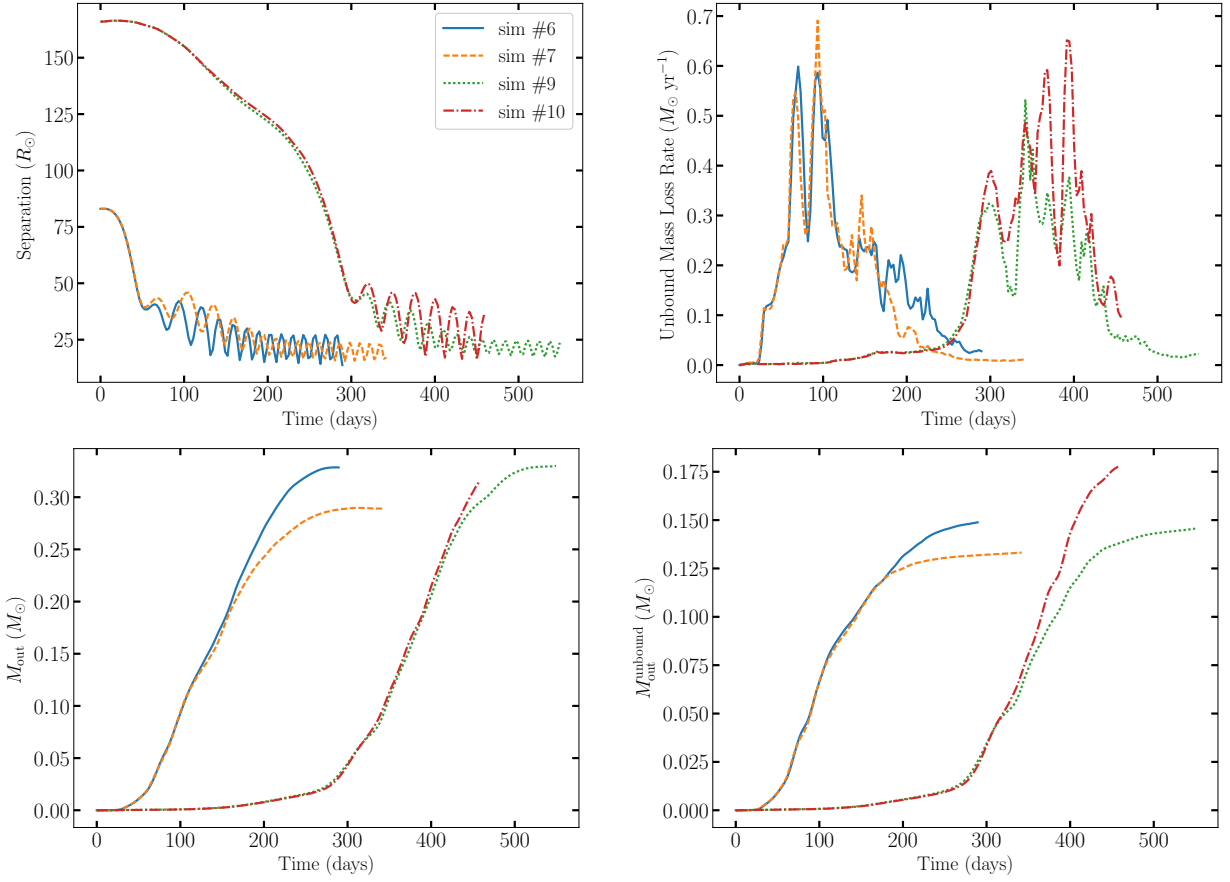 150
125
100
75
50
25
Separation (R⊙)
0 100 200 300 400 500
Time (days)
sim #6
sim #7
sim #9
sim #10
0.7
0.6
0.5
0.4
0.3
0.2
0.1
0.0
Unbound Mass Loss Rate (M⊙ yr⁻¹)
0 100 200 300 400 500
Time (days)
0.30
0.25
0.20
0.15
0.10
0.05
0.00
M_out (M⊙)
0 100 200 300 400 500
Time (days)
0.175
0.150
0.125
0.100
0.075
0.050
0.025
0.000
M_out^unbound (M⊙)
0 100 200 300 400 500
Time (days)